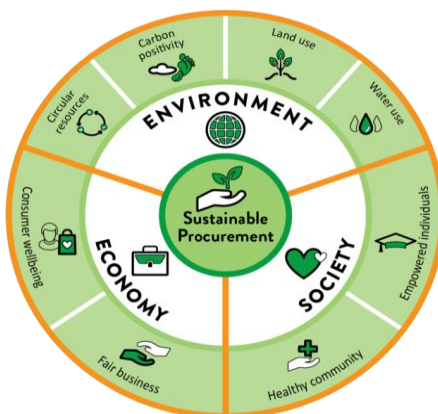 Carbon
positivity
Land use
Water use
Circular
resources
ENVIRONMENT
Sustainable
Procurement
Consumer wellbeing
ECONOMY
SOCIETY
Empowered Individuals
Fair business
Healthy community